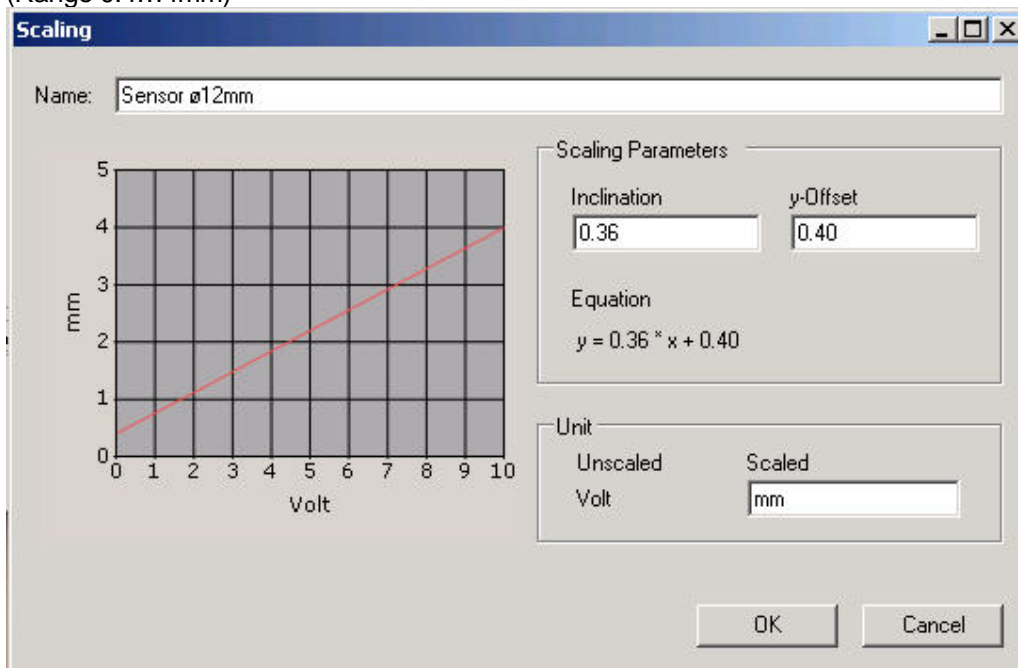 Scaling
Name: Sensor ø12mm
5
4
3
2
1
0
mm
0 1 2 3 4 5 6 7 8 9 10
Volt
Scaling Parameters
Inclination y-Offset
0.36 0.40
Equation
y = 0.36 * x + 0.40
Unit
Unscaled Scaled
Volt mm
OK Cancel